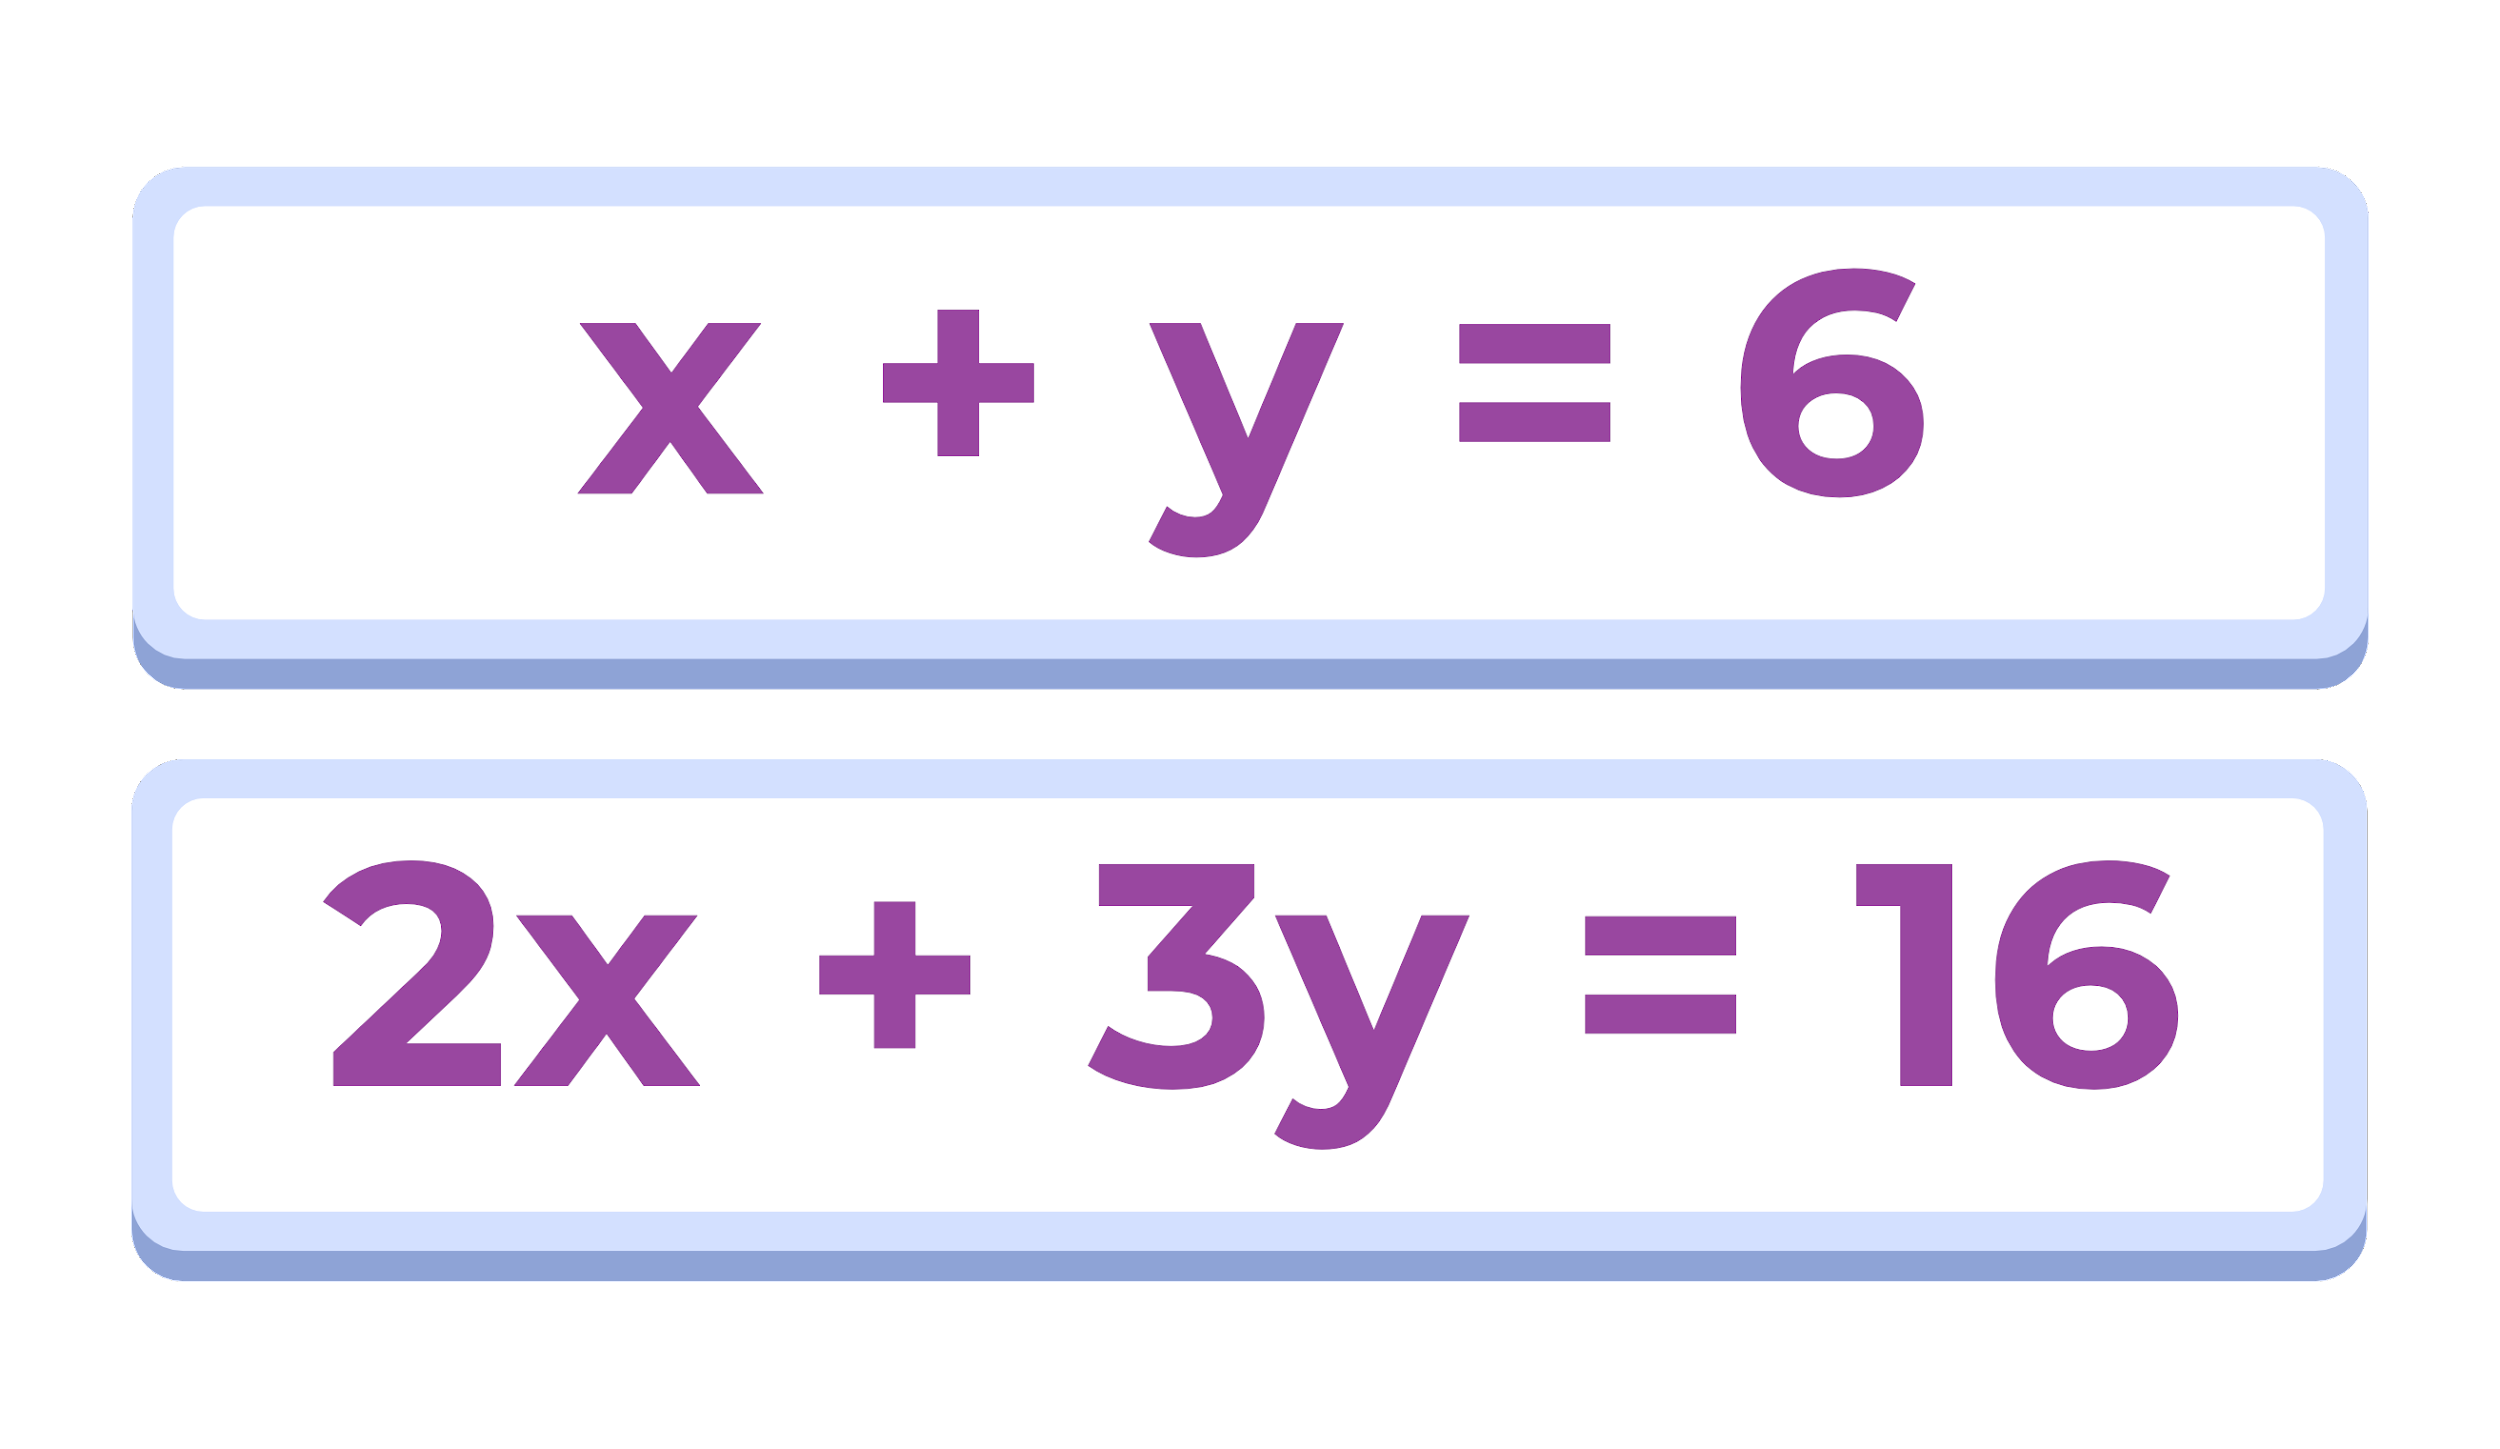 x + y = 6
2x + 3y = 16